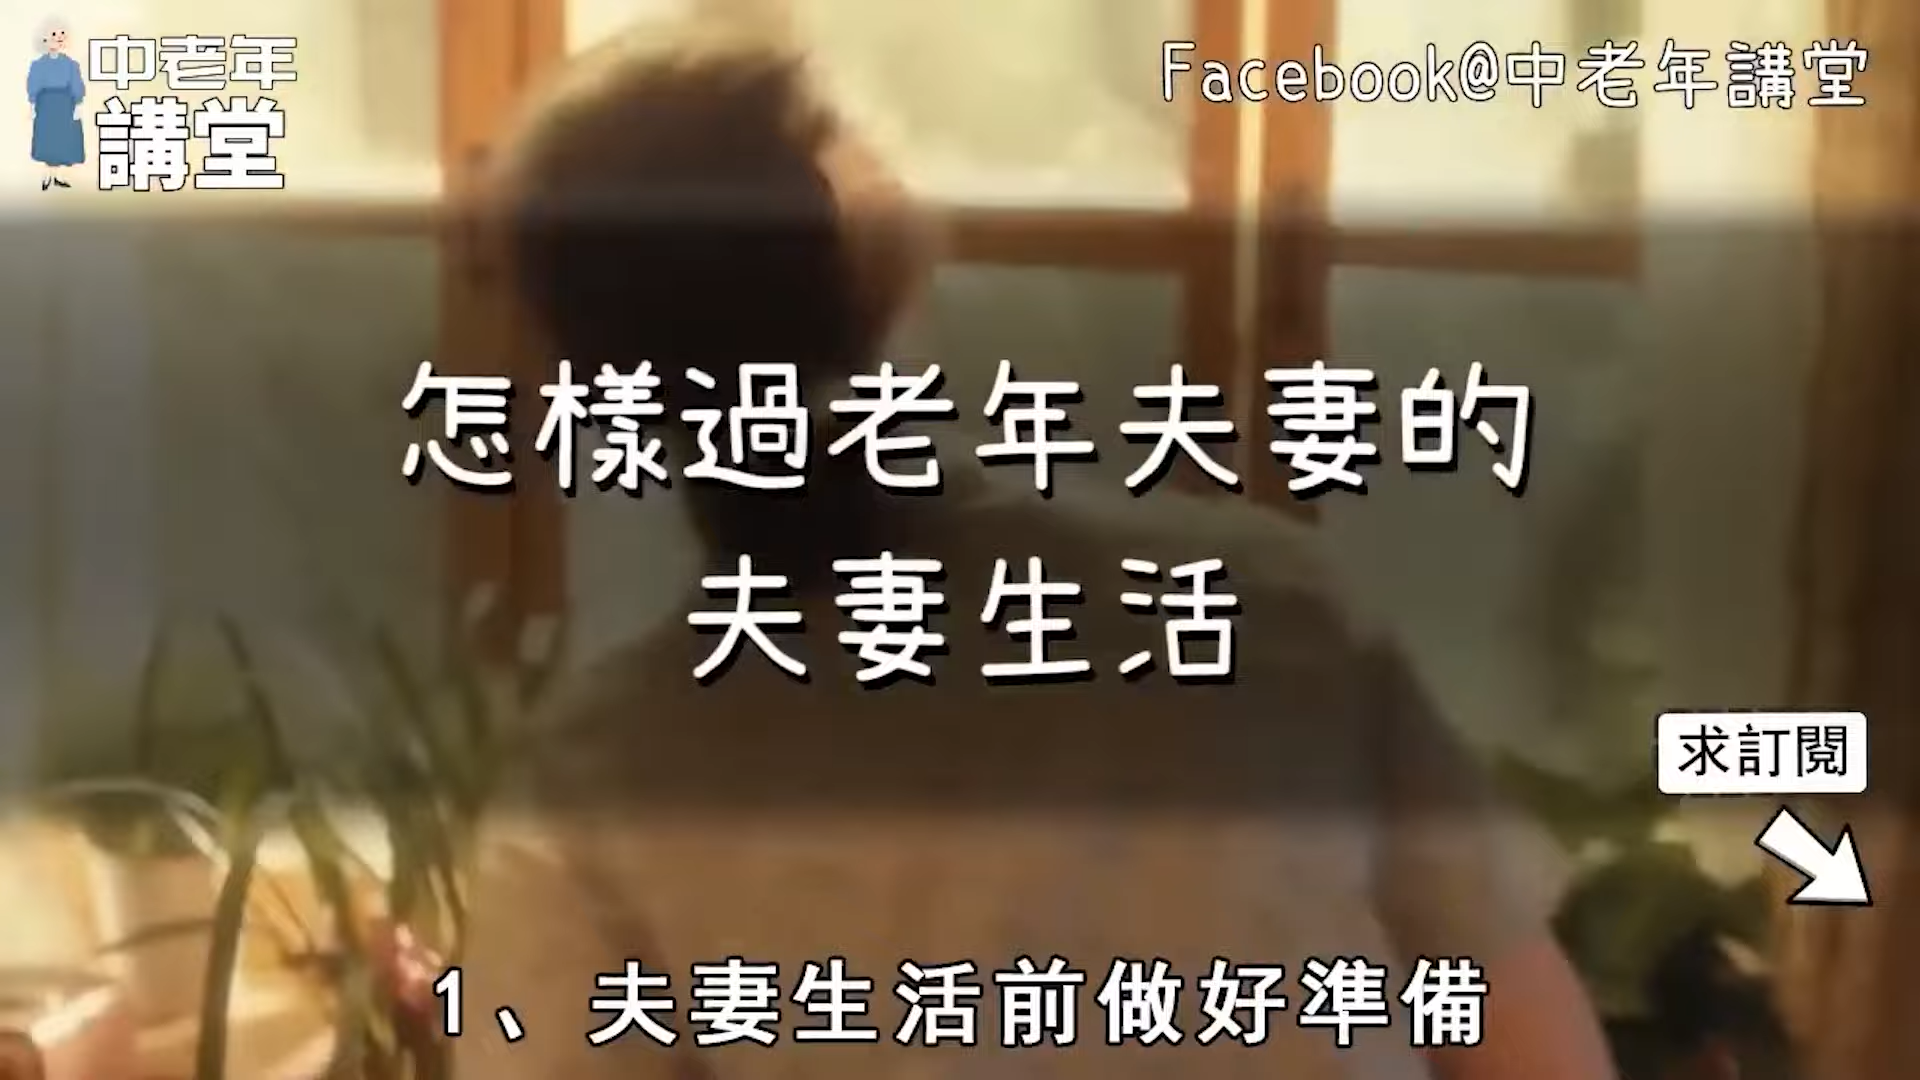 中老年
講堂
Facebook@中老年講堂
怎樣過老年夫妻的
夫妻生活
求訂閱
1、夫妻生活前做好準備